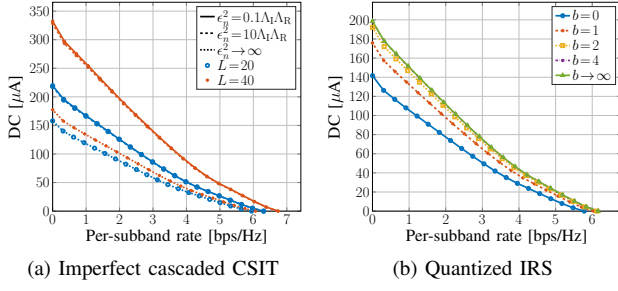 350
300
250
200
150
100
50
0
DC [μA]
0 1 2 3 4 5 6 7
Per-subband rate [bps/Hz]
ϵ_n^2=0.1Λ_IΛ_R
ϵ_n^2=10Λ_IΛ_R
ϵ_n^2→∞
L=20
L=40
(a) Imperfect cascaded CSIT
200
180
160
140
120
100
80
60
40
20
0
DC [μA]
0 1 2 3 4 5 6
Per-subband rate [bps/Hz]
b=0
b=1
b=2
b=4
b→∞
(b) Quantized IRS